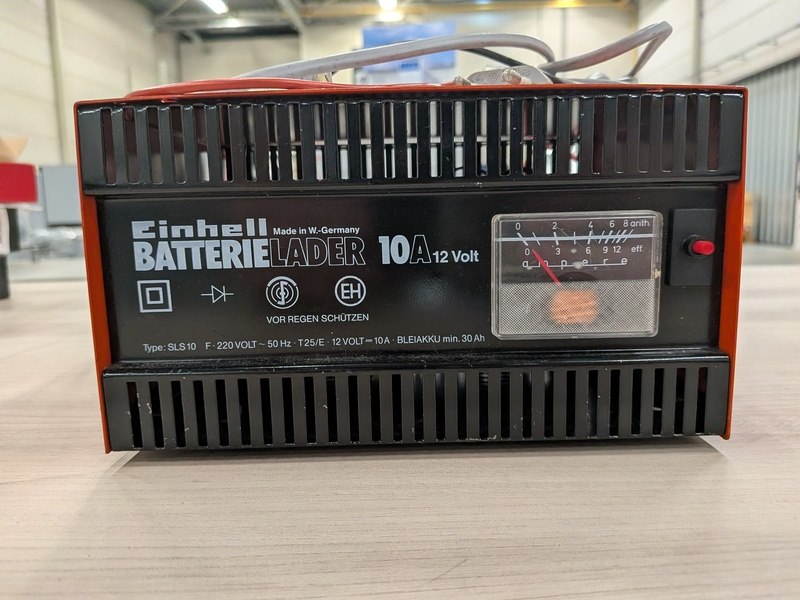 Einhell Made in W.-Germany
BATTERIELADER 10A 12 Volt
EH
VOR REGEN SCHÜTZEN
Type: SLS10 F · 220 VOLT ~ 50 Hz · T25/E · 12 VOLT = 10A · BLEIAKKU min. 30 Ah
0 2 4 6 8 arith.
0 3 6 9 12 eff.
ampere